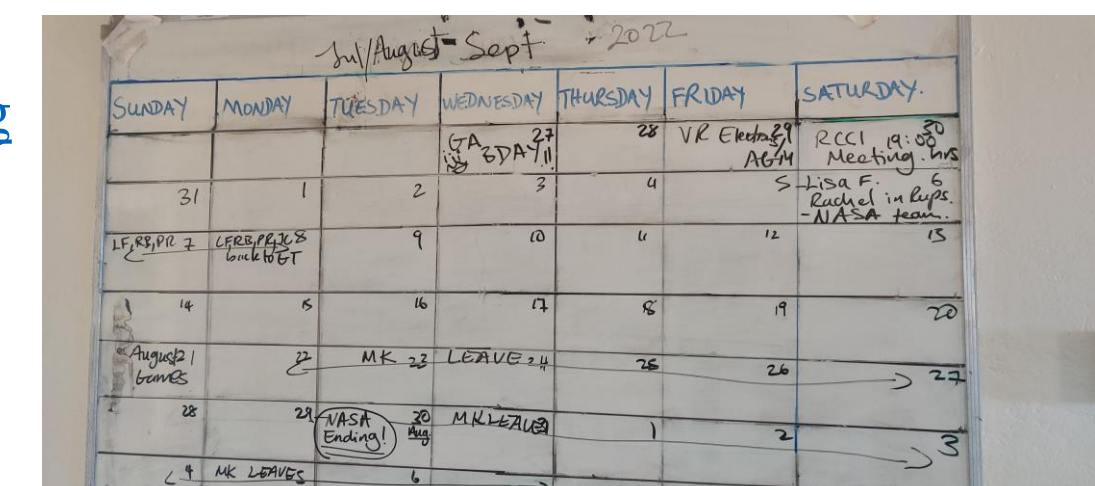 Jul/August - Sept - 2022
SUNDAY MONDAY TUESDAY WEDNESDAY THURSDAY FRIDAY SATURDAY.
GA 27 28 VR Elections, 29 RCCI 19:00 30
BDAY!! AGM Meeting. hrs
31 1 2 3 4 5 - Lisa F. 6
Rachel in Rups.
- NASA team.
LF, RB, PR 7 LF, RB, PR, JC 8 9 10 11 12 13
back to GT
14 15 16 17 18 19 20
August 21 22 MK 23 LEAVE 24 25 26 27
Games
28 29 NASA 30 MK LEAVE 31 1 2 3
Ending! Aug
4 MK LEAVES 6